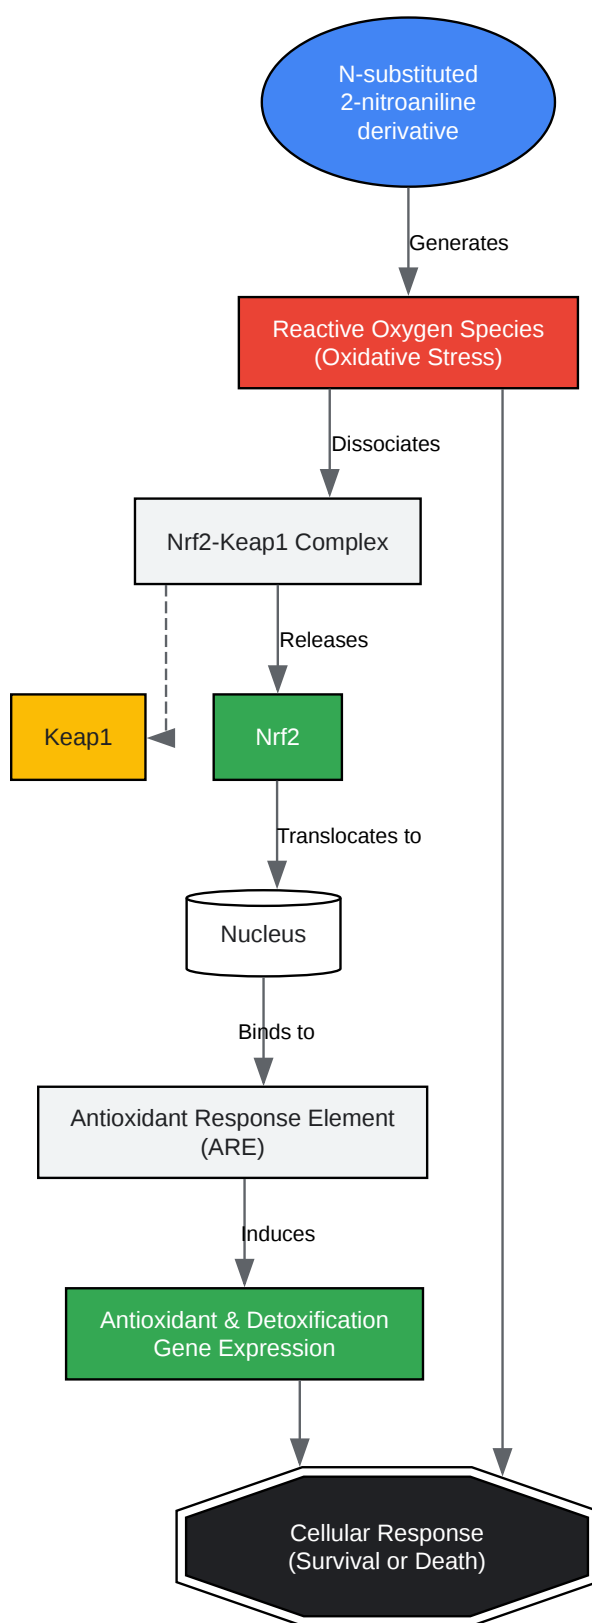 N-substituted
2-nitroaniline
derivative
Generates
Reactive Oxygen Species
(Oxidative Stress)
Dissociates
Nrf2-Keap1 Complex
Releases
Keap1
Nrf2
Translocates to
Nucleus
Binds to
Antioxidant Response Element
(ARE)
Induces
Antioxidant & Detoxification
Gene Expression
Cellular Response
(Survival or Death)